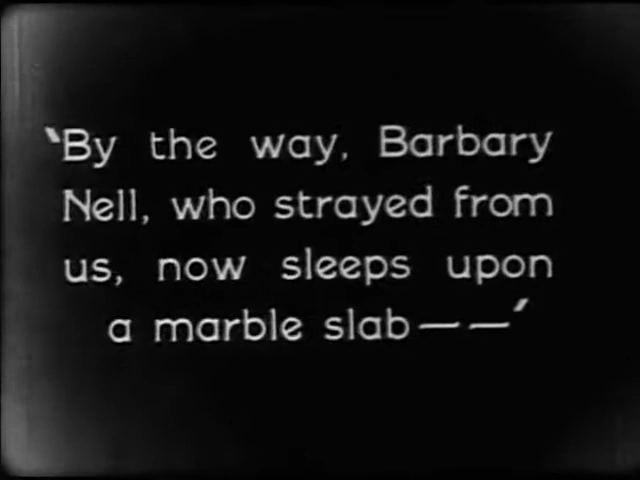 ‛By the way, Barbary
Nell, who strayed from
us, now sleeps upon
a marble slab — —’